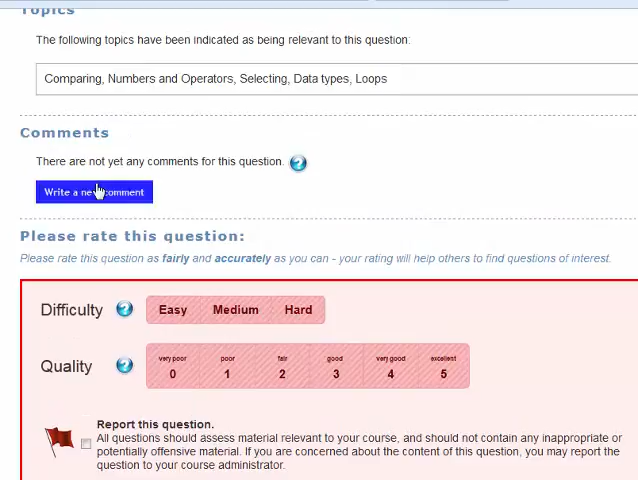 Topics
The following topics have been indicated as being relevant to this question:
Comparing, Numbers and Operators, Selecting, Data types, Loops
Comments
There are not yet any comments for this question.
Write a new comment
Please rate this question:
Please rate this question as fairly and accurately as you can - your rating will help others to find questions of interest.
Difficulty Easy Medium Hard
very poor poor fair good very good excellent
Quality 0 1 2 3 4 5
Report this question.
All questions should assess material relevant to your course, and should not contain any inappropriate or
potentially offensive material. If you are concerned about the content of this question, you may report the
question to your course administrator.